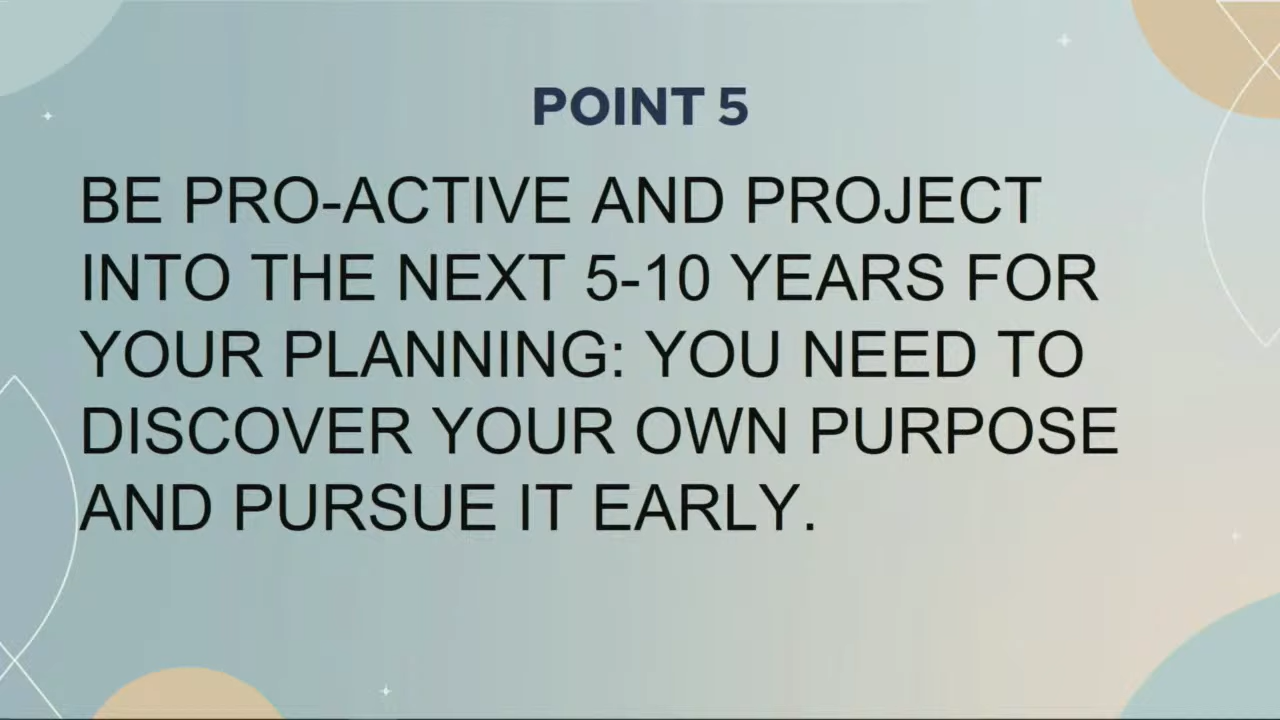 POINT 5
BE PRO-ACTIVE AND PROJECT
INTO THE NEXT 5-10 YEARS FOR
YOUR PLANNING: YOU NEED TO
DISCOVER YOUR OWN PURPOSE
AND PURSUE IT EARLY.